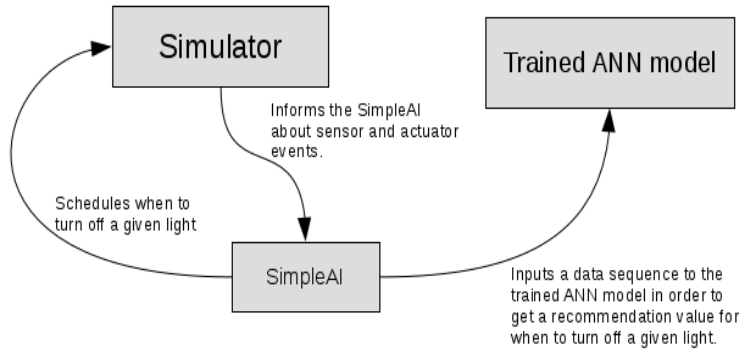 Simulator
Trained ANN model
Informs the SimpleAI
about sensor and actuator
events.
Schedules when to
turn off a given light
SimpleAI
Inputs a data sequence to the
trained ANN model in order to
get a recommendation value for
when to turn off a given light.